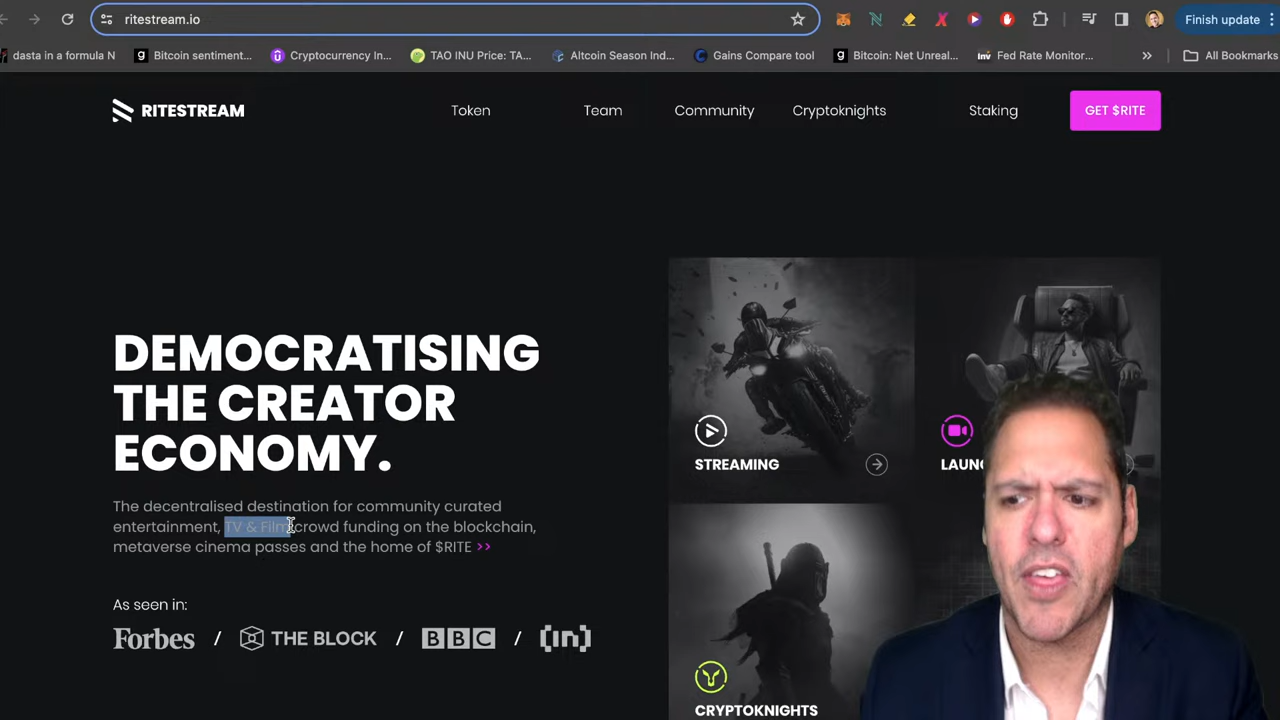 ritestream.io
Finish update
dasta in a formula N
Bitcoin sentiment...
Cryptocurrency In...
TAO INU Price: TA...
Altcoin Season Ind...
Gains Compare tool
Bitcoin: Net Unreal...
Fed Rate Monitor...
All Bookmarks
RITESTREAM
Token
Team
Community
Cryptoknights
Staking
GET $RITE
DEMOCRATISING
THE CREATOR
ECONOMY.
The decentralised destination for community curated
entertainment, TV & Film crowd funding on the blockchain,
metaverse cinema passes and the home of $RITE >>
As seen in:
Forbes / THE BLOCK / BBC / [in]
STREAMING
LAUN
CRYPTOKNIGHTS